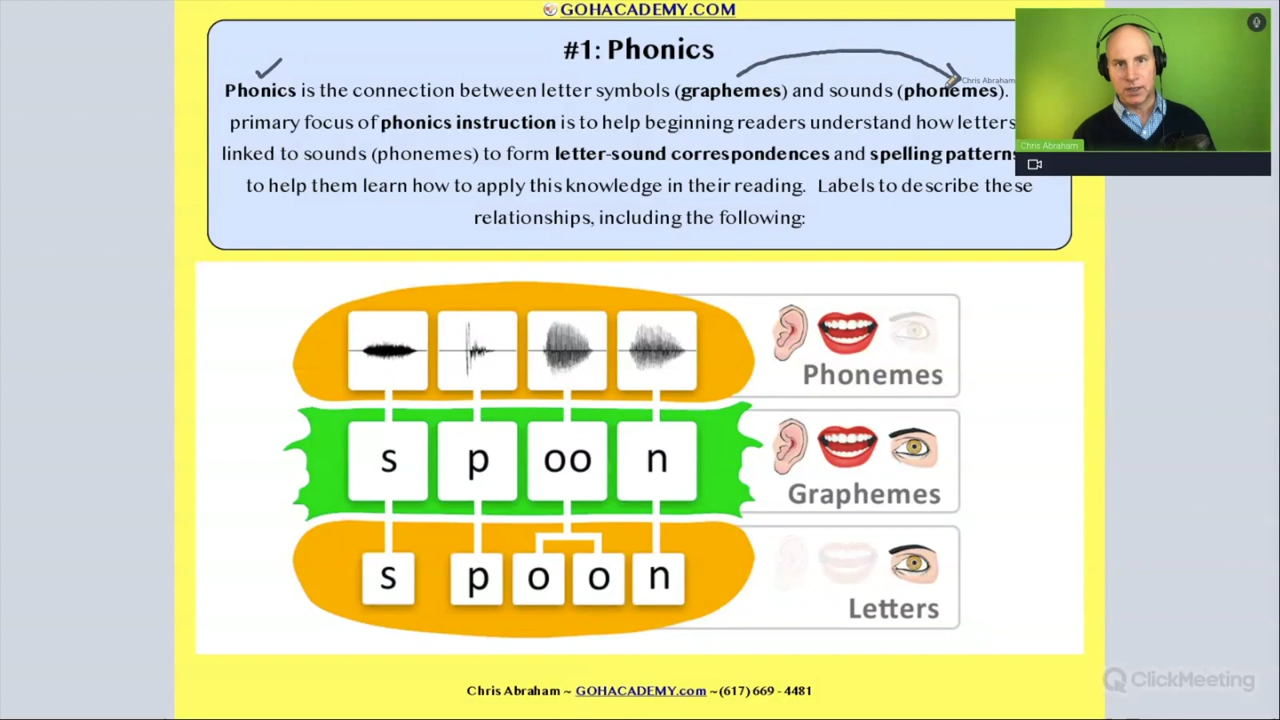 GOHACADEMY.COM
#1: Phonics
Phonics is the connection between letter symbols (graphemes) and sounds (phonemes).
primary focus of phonics instruction is to help beginning readers understand how letters
linked to sounds (phonemes) to form letter-sound correspondences and spelling patterns
to help them learn how to apply this knowledge in their reading. Labels to describe these
relationships, including the following:
Chris Abraham
Chris Abraham
Phonemes
s p oo n
Graphemes
s p o o n
Letters
Chris Abraham ~ GOHACADEMY.com ~(617) 669 - 4481
ClickMeeting